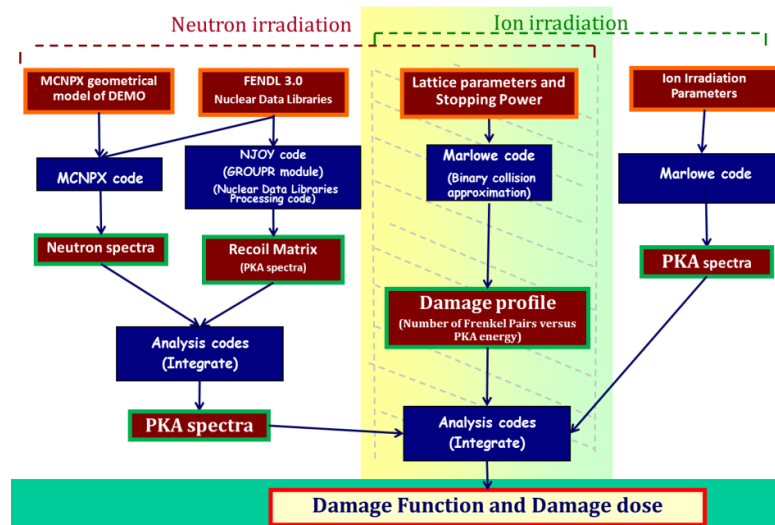 Neutron irradiation
Ion irradiation
MCNPX geometrical
model of DEMO
FENDL 3.0
Nuclear Data Libraries
Lattice parameters and
Stopping Power
Ion Irradiation
Parameters
MCNPX code
NJOY code
(GROUPR module)
(Nuclear Data Libraries
Processing code)
Marlowe code
(Binary collision
approximation)
Marlowe code
Neutron spectra
Recoil Matrix
(PKA spectra)
PKA spectra
Damage profile
(Number of Frenkel Pairs versus
PKA energy)
Analysis codes
(Integrate)
PKA spectra
Analysis codes
(Integrate)
Damage Function and Damage dose